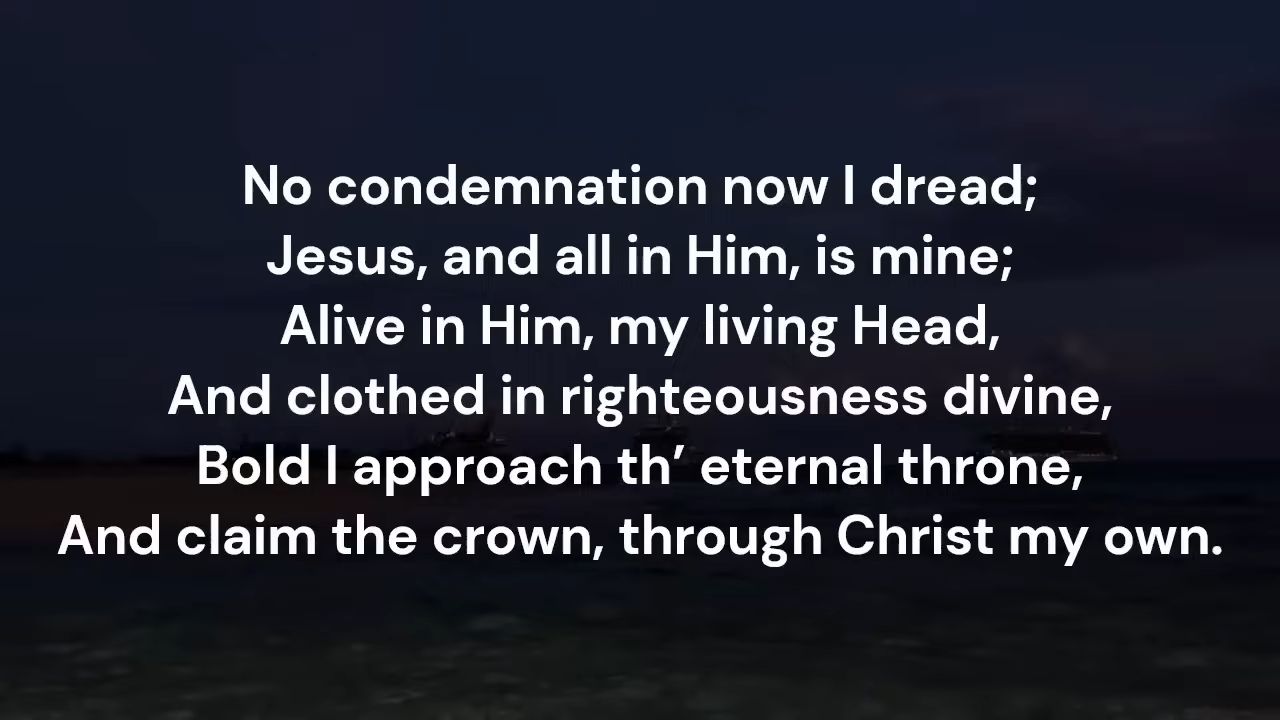 No condemnation now I dread;
Jesus, and all in Him, is mine;
Alive in Him, my living Head,
And clothed in righteousness divine,
Bold I approach th’ eternal throne,
And claim the crown, through Christ my own.